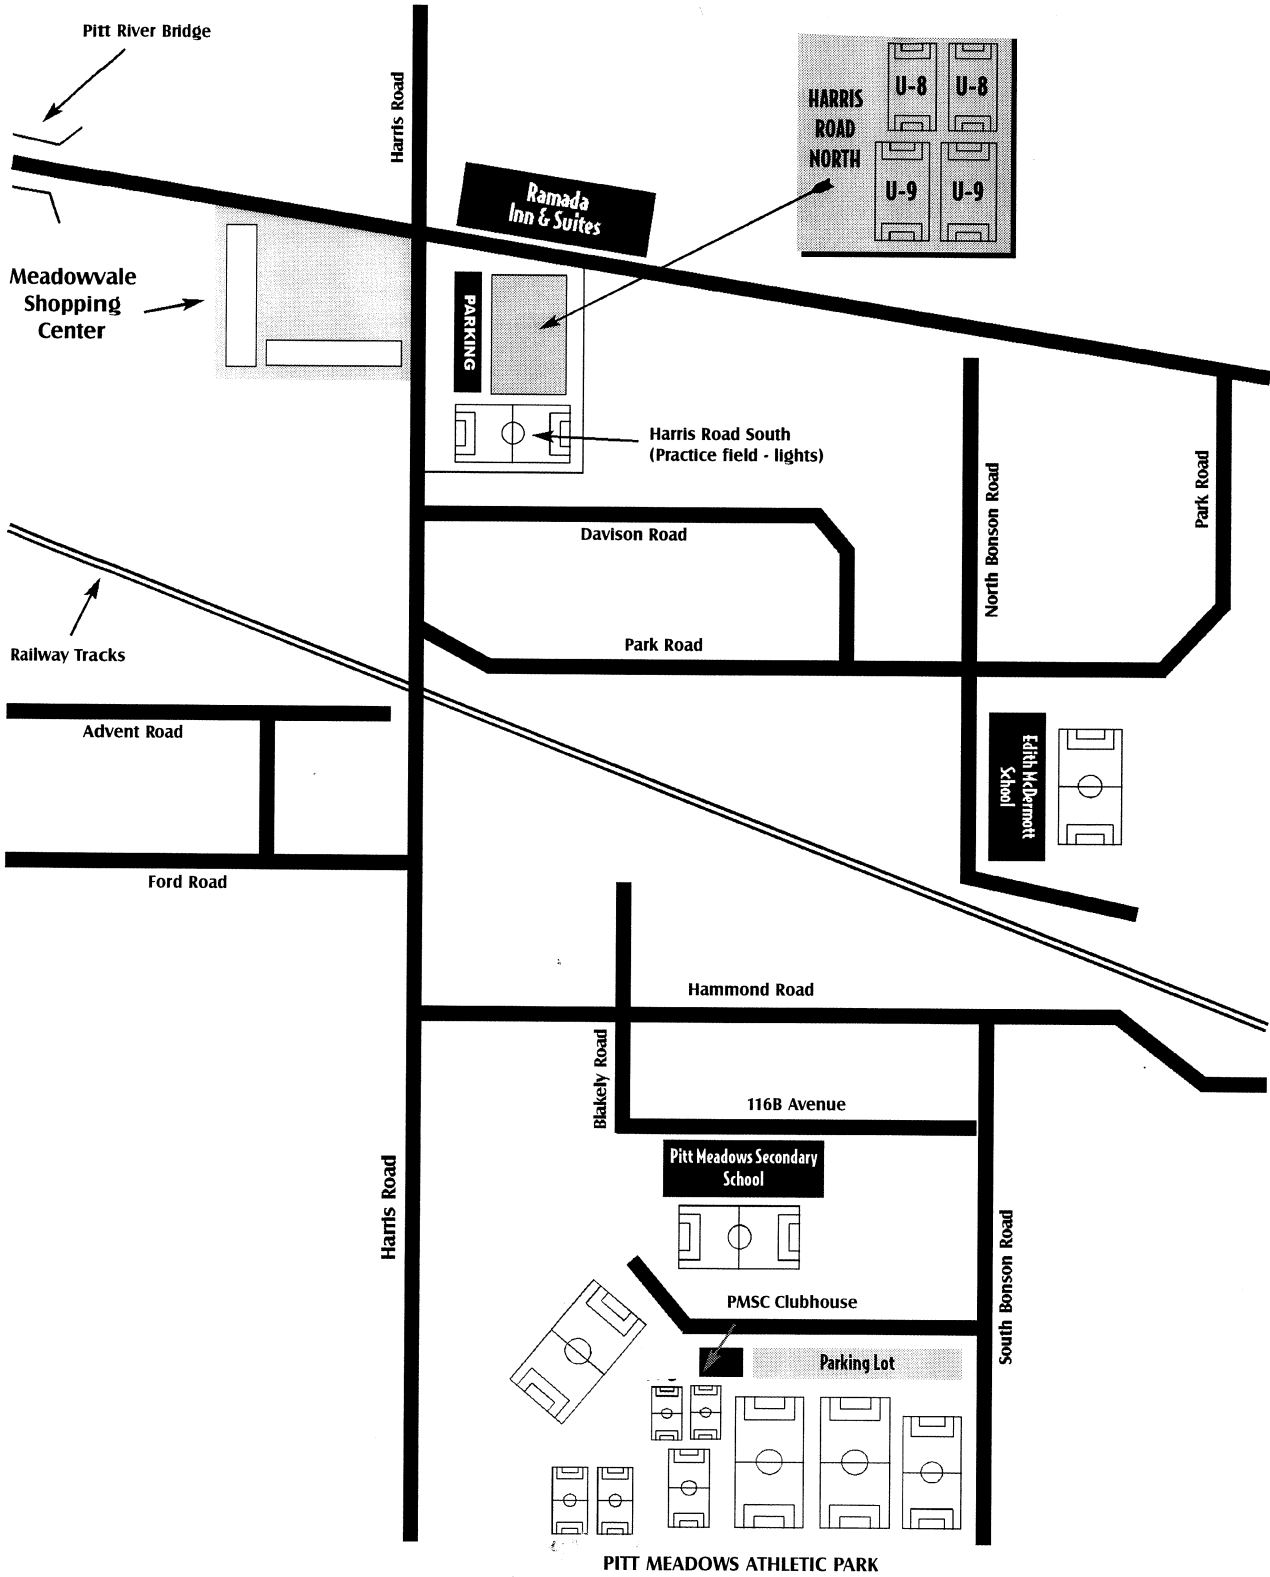 Pitt River Bridge
Harris Road
HARRIS
ROAD
NORTH
U-8
U-8
U-9
U-9
Ramada
Inn & Suites
Meadowvale
Shopping
Center
PARKING
Harris Road South
(Practice field - lights)
Park Road
North Bonson Road
Davison Road
Park Road
Railway Tracks
Advent Road
Edith McDermott
School
Ford Road
Hammond Road
Blakely Road
116B Avenue
Pitt Meadows Secondary
School
Harris Road
South Bonson Road
PMSC Clubhouse
Parking Lot
PITT MEADOWS ATHLETIC PARK